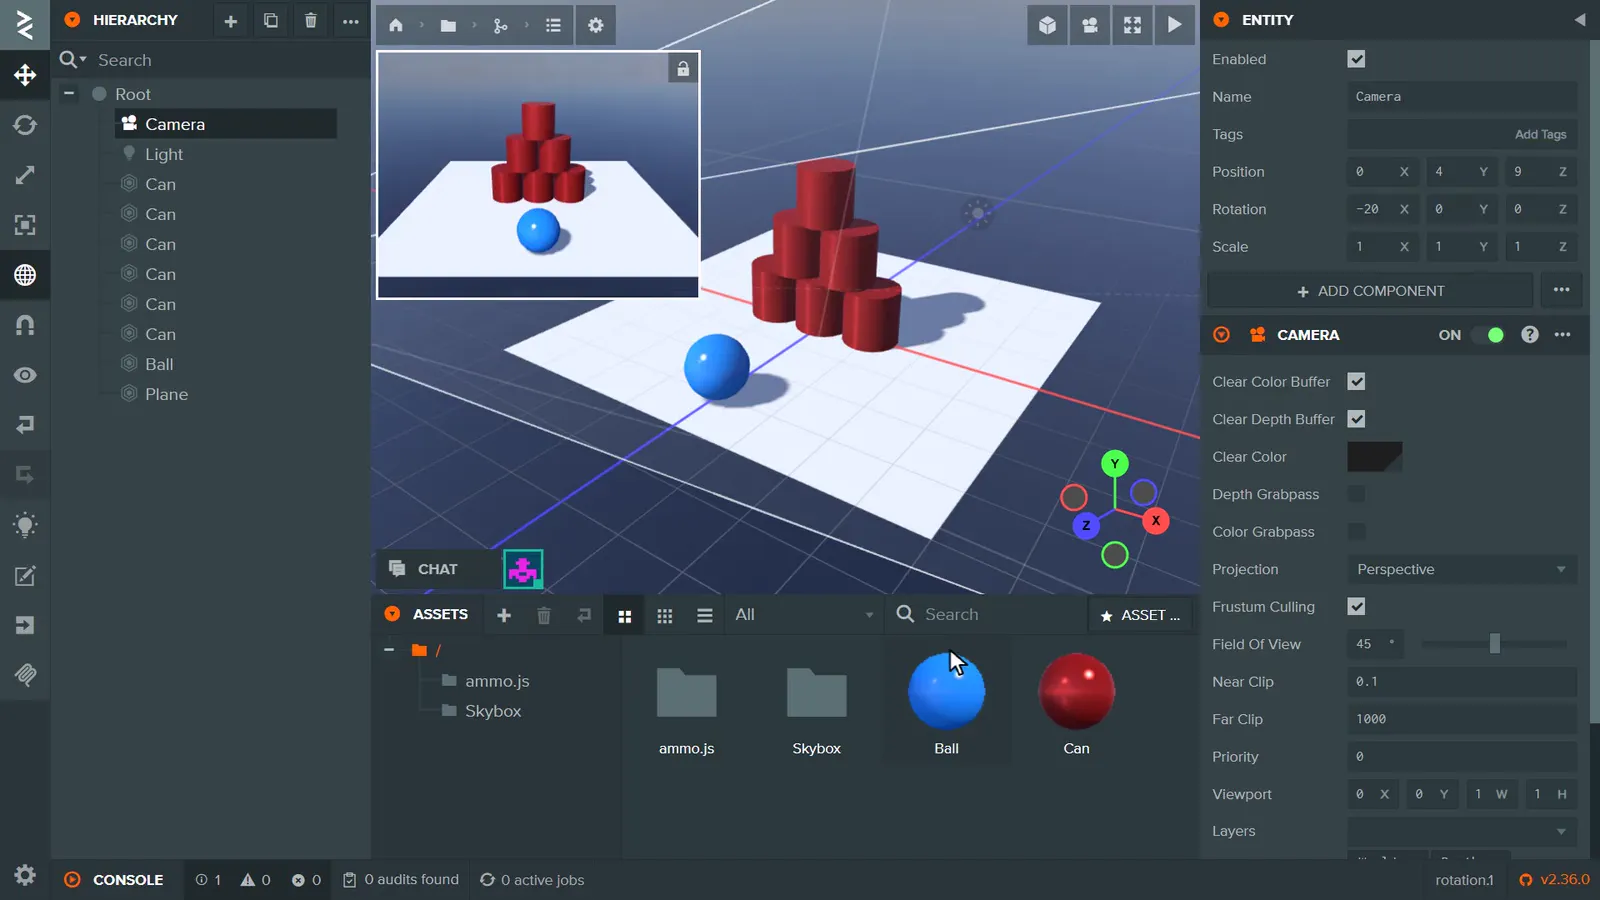 HIERARCHY
Search
Root
Camera
Light
Can
Can
Can
Can
Can
Can
Ball
Plane
Y
X
Z
CHAT
ASSETS
All
Search
ASSET ...
/
ammo.js
Skybox
ammo.js
Skybox
Ball
Can
ENTITY
Enabled
Name Camera
Tags Add Tags
Position 0 X 4 Y 9 Z
Rotation -20 X 0 Y 0 Z
Scale 1 X 1 Y 1 Z
ADD COMPONENT
CAMERA ON ?
Clear Color Buffer
Clear Depth Buffer
Clear Color
Depth Grabpass
Color Grabpass
Projection Perspective
Frustum Culling
Field Of View 45 °
Near Clip 0.1
Far Clip 1000
Priority 0
Viewport 0 X 0 Y 1 W 1 H
Layers
CONSOLE 1 0 0 0 audits found 0 active jobs rotation.1 v2.36.0